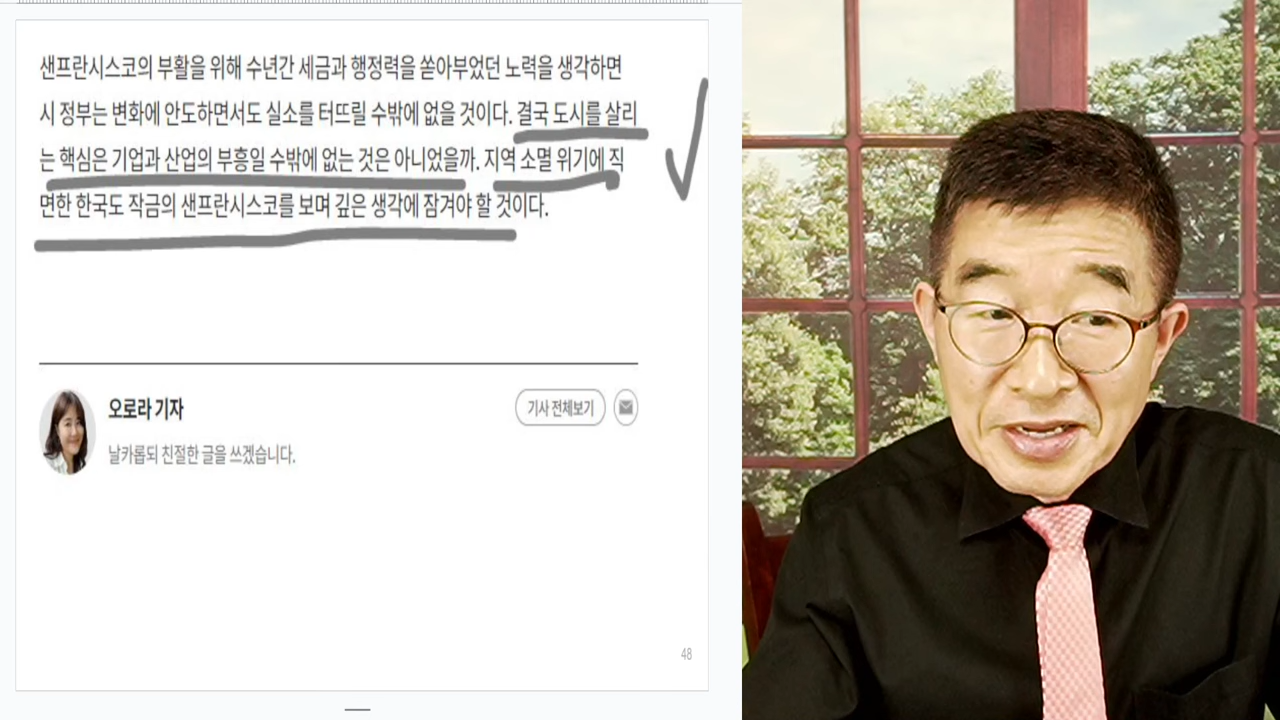 샌프란시스코의 부활을 위해 수년간 세금과 행정력을 쏟아부었던 노력을 생각하면
시 정부는 변화에 안도하면서도 실소를 터뜨릴 수밖에 없을 것이다. 결국 도시를 살리
는 핵심은 기업과 산업의 부흥일 수밖에 없는 것은 아니었을까. 지역 소멸 위기에 직
면한 한국도 작금의 샌프란시스코를 보며 깊은 생각에 잠겨야 할 것이다.
오로라 기자
기사 전체보기
날카롭되 친절한 글을 쓰겠습니다.
48